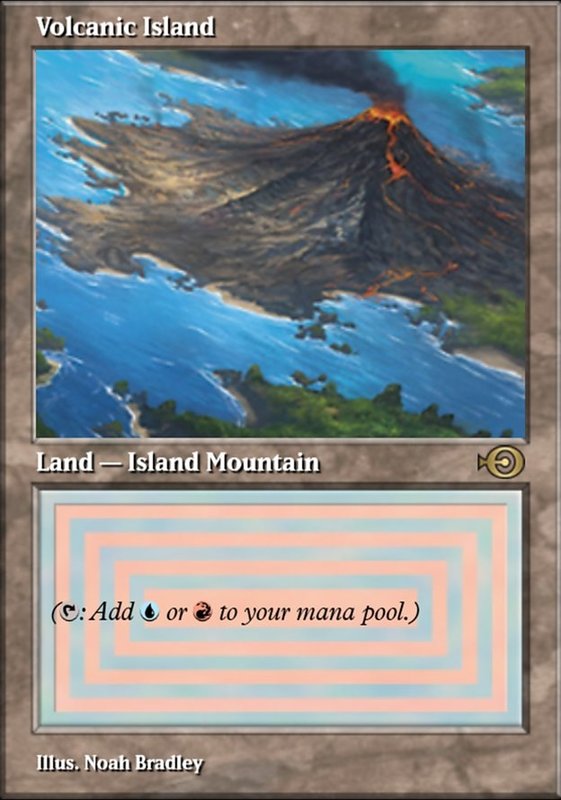 Volcanic Island
Land — Island Mountain
(: Add or to your mana pool.)
Illus. Noah Bradley